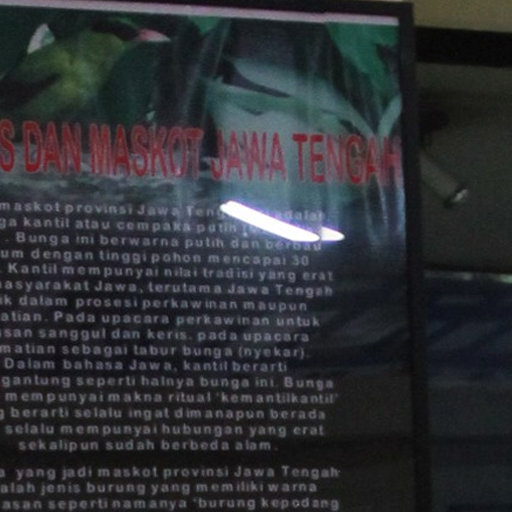 S DAN MASKOT JAWA TENGAH
maskot provinsi Jawa Teng adalah
ga kantil atau cempaka putih
. Bunga ini berwarna putih dan berbau
um dengan tinggi pohon mencapai 30
. Kantil mempunyai nilai tradisi yang erat
masyarakat Jawa, terutama Jawa Tengah
ik dalam prosesi perkawinan maupun
atian. Pada upacara perkawinan untuk
asan sanggul dan keris. pada upacara
matian sebagai tabur bunga (nyekar).
Dalam bahasa Jawa, kantil berarti
gantung seperti halnya bunga ini. Bunga
mempunyai makna ritual 'kemantilkantil'
g berarti selalu ingat dimanapun berada
selalu mempunyai hubungan yang erat
sekalipun sudah berbeda alam.
a yang jadi maskot provinsi Jawa Tengah
alah jenis burung yang memiliki warna
asan seperti namanya 'burung kepodang